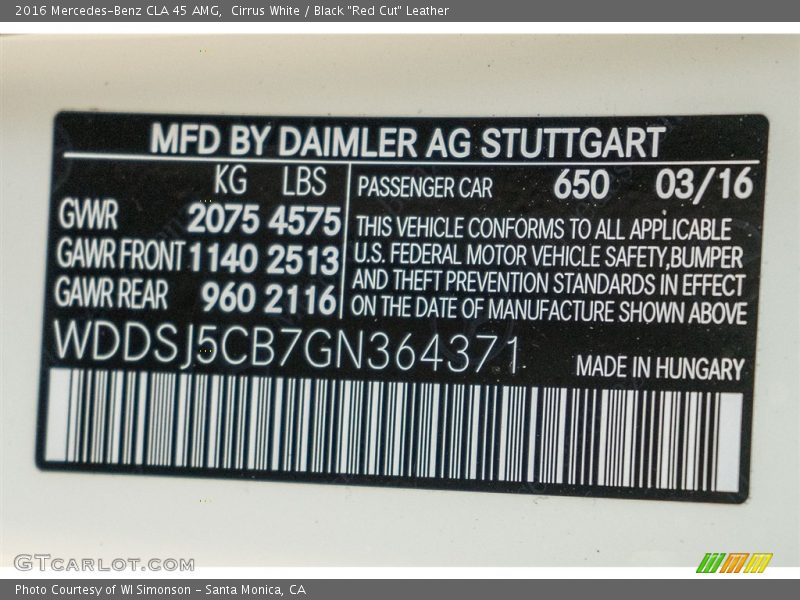 2016 Mercedes-Benz CLA 45 AMG,  Cirrus White / Black "Red Cut" Leather
MFD BY DAIMLER AG STUTTGART
KG LBS
GVWR 2075 4575
GAWR FRONT 1140 2513
GAWR REAR 960 2116
PASSENGER CAR 650 03/16
THIS VEHICLE CONFORMS TO ALL APPLICABLE
U.S. FEDERAL MOTOR VEHICLE SAFETY,BUMPER
AND THEFT PREVENTION STANDARDS IN EFFECT
ON THE DATE OF MANUFACTURE SHOWN ABOVE
WDDSJ5CB7GN364371
MADE IN HUNGARY
GTCARLOT.COM
Photo Courtesy of WI Simonson - Santa Monica, CA